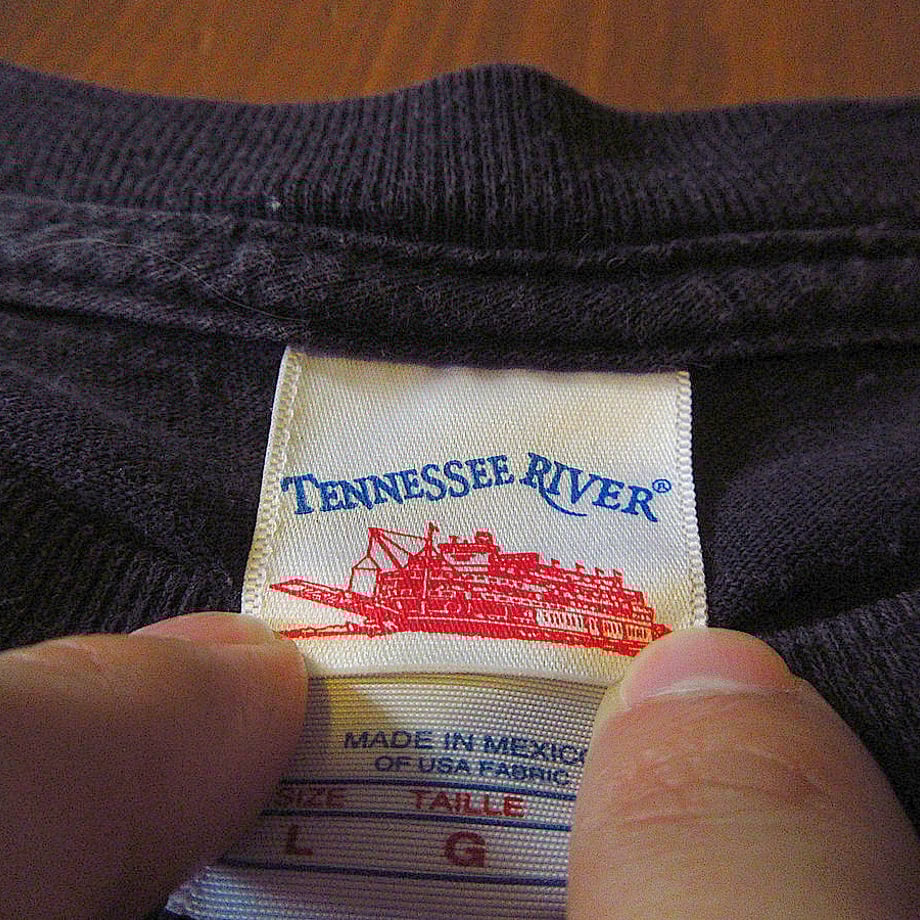 TENNESSEE RIVER®
MADE IN MEXICO
OF USA FABRIC
SIZE TAILLE
L G